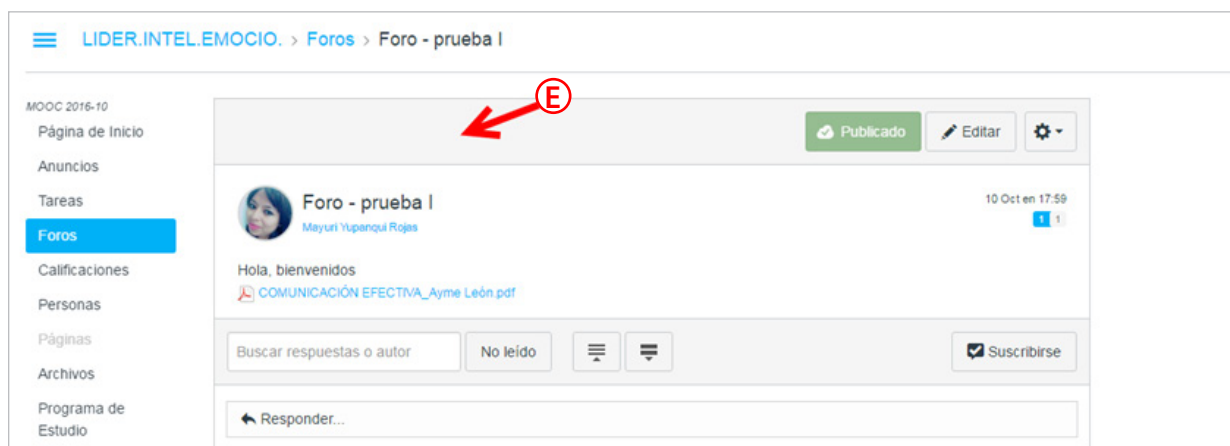 LIDER.INTEL.EMOCIO. > Foros > Foro - prueba I
MOOC 2016-10
Página de Inicio
Anuncios
Tareas
Foros
Calificaciones
Personas
Páginas
Archivos
Programa de
Estudio
E
Publicado
Editar
Foro - prueba I
Mayuri Yupanqui Rojas
10 Oct en 17:59
1 1
Hola, bienvenidos
COMUNICACIÓN EFECTIVA_Ayme León.pdf
Buscar respuestas o autor
No leído
Suscribirse
Responder...